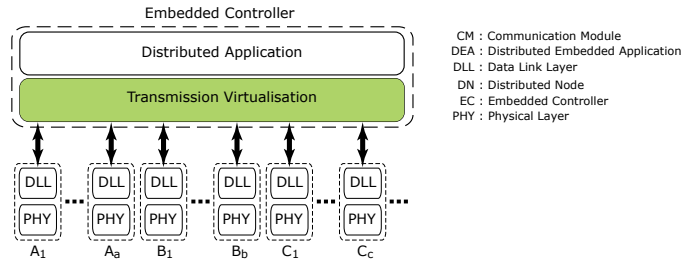 Embedded Controller
Distributed Application
Transmission Virtualisation
CM : Communication Module
DEA : Distributed Embedded Application
DLL : Data Link Layer
DN : Distributed Node
EC : Embedded Controller
PHY : Physical Layer
DLL DLL DLL DLL DLL DLL
PHY PHY PHY PHY PHY PHY
A1 Aa B1 Bb C1 Cc